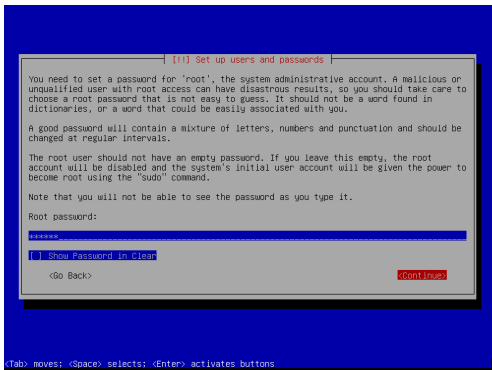 [!!] Set up users and passwords
You need to set a password for 'root', the system administrative account. A malicious or
unqualified user with root access can have disastrous results, so you should take care to
choose a root password that is not easy to guess. It should not be a word found in
dictionaries, or a word that could be easily associated with you.
A good password will contain a mixture of letters, numbers and punctuation and should be
changed at regular intervals.
The root user should not have an empty password. If you leave this empty, the root
account will be disabled and the system's initial user account will be given the power to
become root using the "sudo" command.
Note that you will not be able to see the password as you type it.
Root password:
******
[ ] Show Password in Clear
<Go Back> <Continue>
<Tab> moves; <Space> selects; <Enter> activates buttons